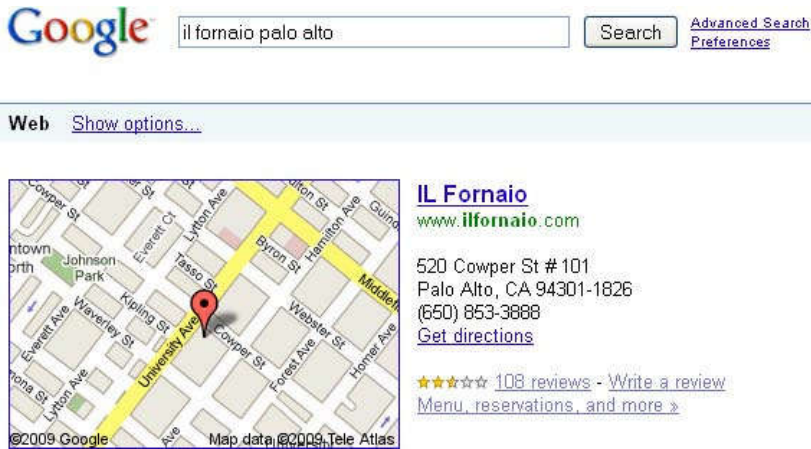 Google
il fornaio palo alto
Search
Advanced Search
Preferences
Web Show options...
IL Fornaio
www.ilfornaio.com
520 Cowper St # 101
Palo Alto, CA 94301-1826
(650) 853-3888
Get directions
108 reviews - Write a review
Menu, reservations, and more »
Cowper St
Everett Ct
Lytton Ave
Hamilton Ave
Byron St
Johnson
Park
Tasso St
Kipling St
Waverley St
Everett Ave
Webster St
Cowper St
University Ave
Forest Ave
Homer Ave
Lytton Ave
Ave
©2009 Google
Map data ©2009 Tele Atlas